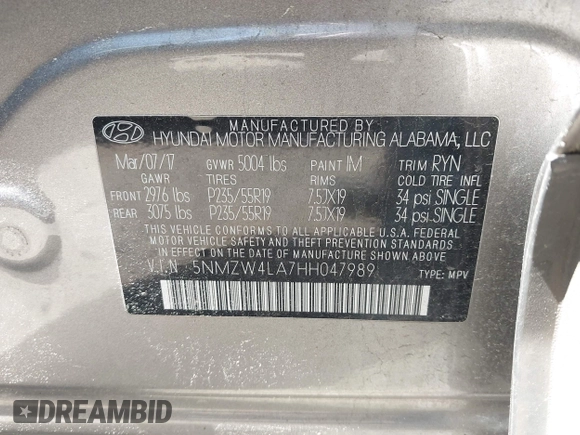 MANUFACTURED BY
HYUNDAI MOTOR MANUFACTURING ALABAMA, LLC
Mar/07/17 GVWR 5004 lbs PAINT IM TRIM RYN
GAWR TIRES RIMS COLD TIRE INFL
FRONT 2976 lbs P235/55R19 7.57X19 34 psi SINGLE
REAR 3075 lbs P235/55R19 7.57X19 34 psi SINGLE
THIS VEHICLE CONFORMS TO ALL APPLICABLE U.S.A. FEDERAL
MOTOR VEHICLE SAFETY AND THEFT PREVENTION STANDARDS
IN EFFECT ON THE DATE OF MANUFACTURE SHOWN ABOVE.
V.I.N 5NMZW4LA7HH047989 TYPE: MPV
DREAMBID